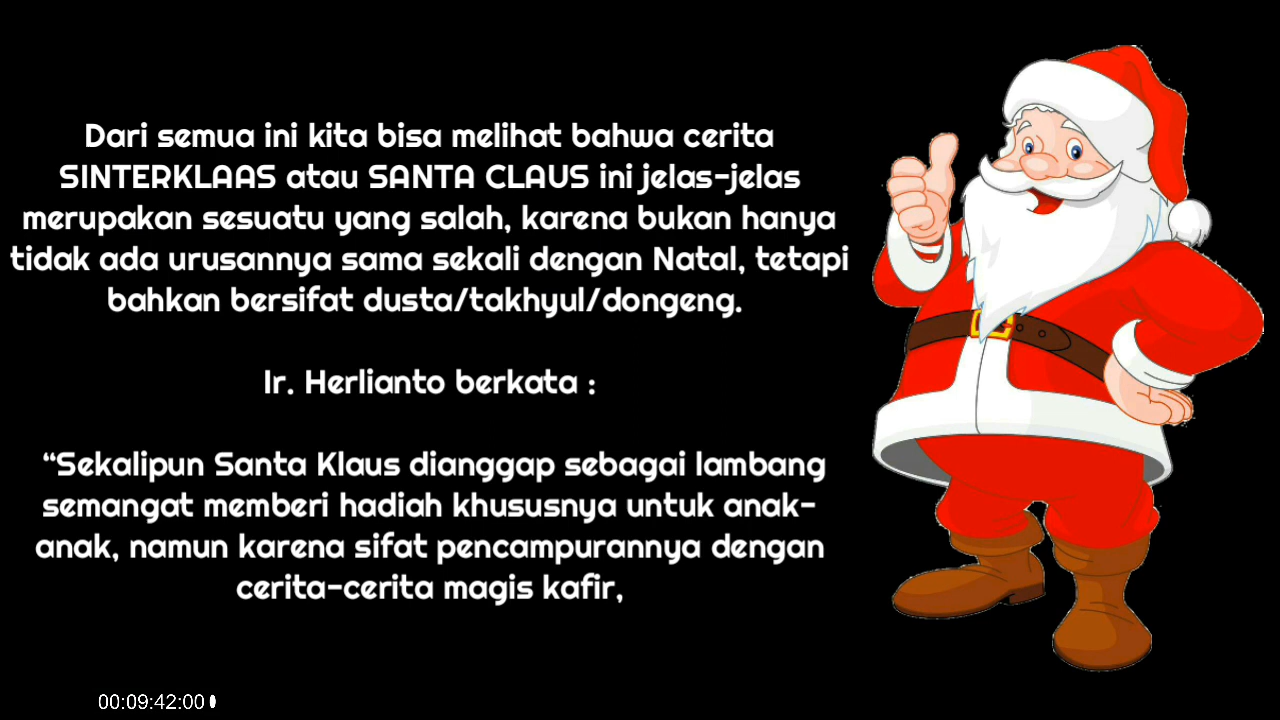 Dari semua ini kita bisa melihat bahwa cerita
SINTERKLAAS atau SANTA CLAUS ini jelas-jelas
merupakan sesuatu yang salah, karena bukan hanya
tidak ada urusannya sama sekali dengan Natal, tetapi
bahkan bersifat dusta/takhyul/dongeng.
Ir. Herlianto berkata :
“Sekalipun Santa Klaus dianggap sebagai lambang
semangat memberi hadiah khususnya untuk anak-
anak, namun karena sifat pencampurannya dengan
cerita-cerita magis kafir,
00:09:42:00